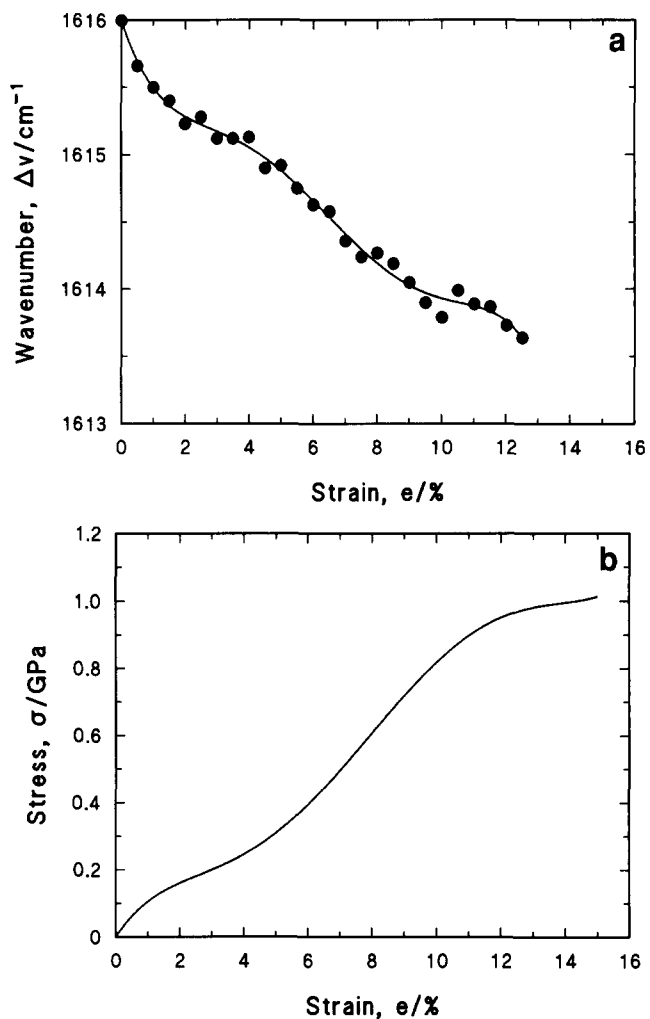 a
1616
1615
1614
1613
Wavenumber, Δν/cm⁻¹
0 2 4 6 8 10 12 14 16
Strain, e/%
b
1.2
1.0
0.8
0.6
0.4
0.2
0
Stress, σ/GPa
0 2 4 6 8 10 12 14 16
Strain, e/%